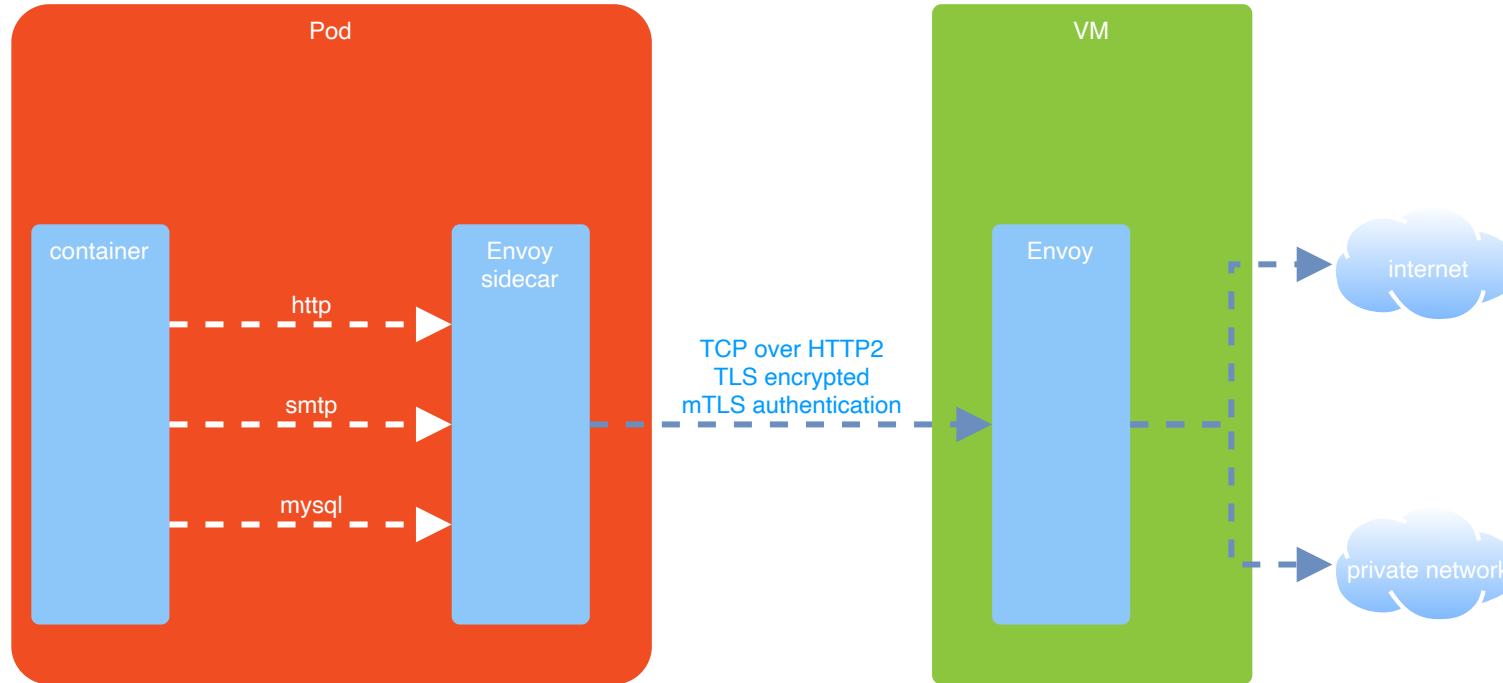 Pod
VM
container
Envoy
sidecar
http
smtp
mysql
TCP over HTTP2
TLS encrypted
mTLS authentication
Envoy
internet
private network